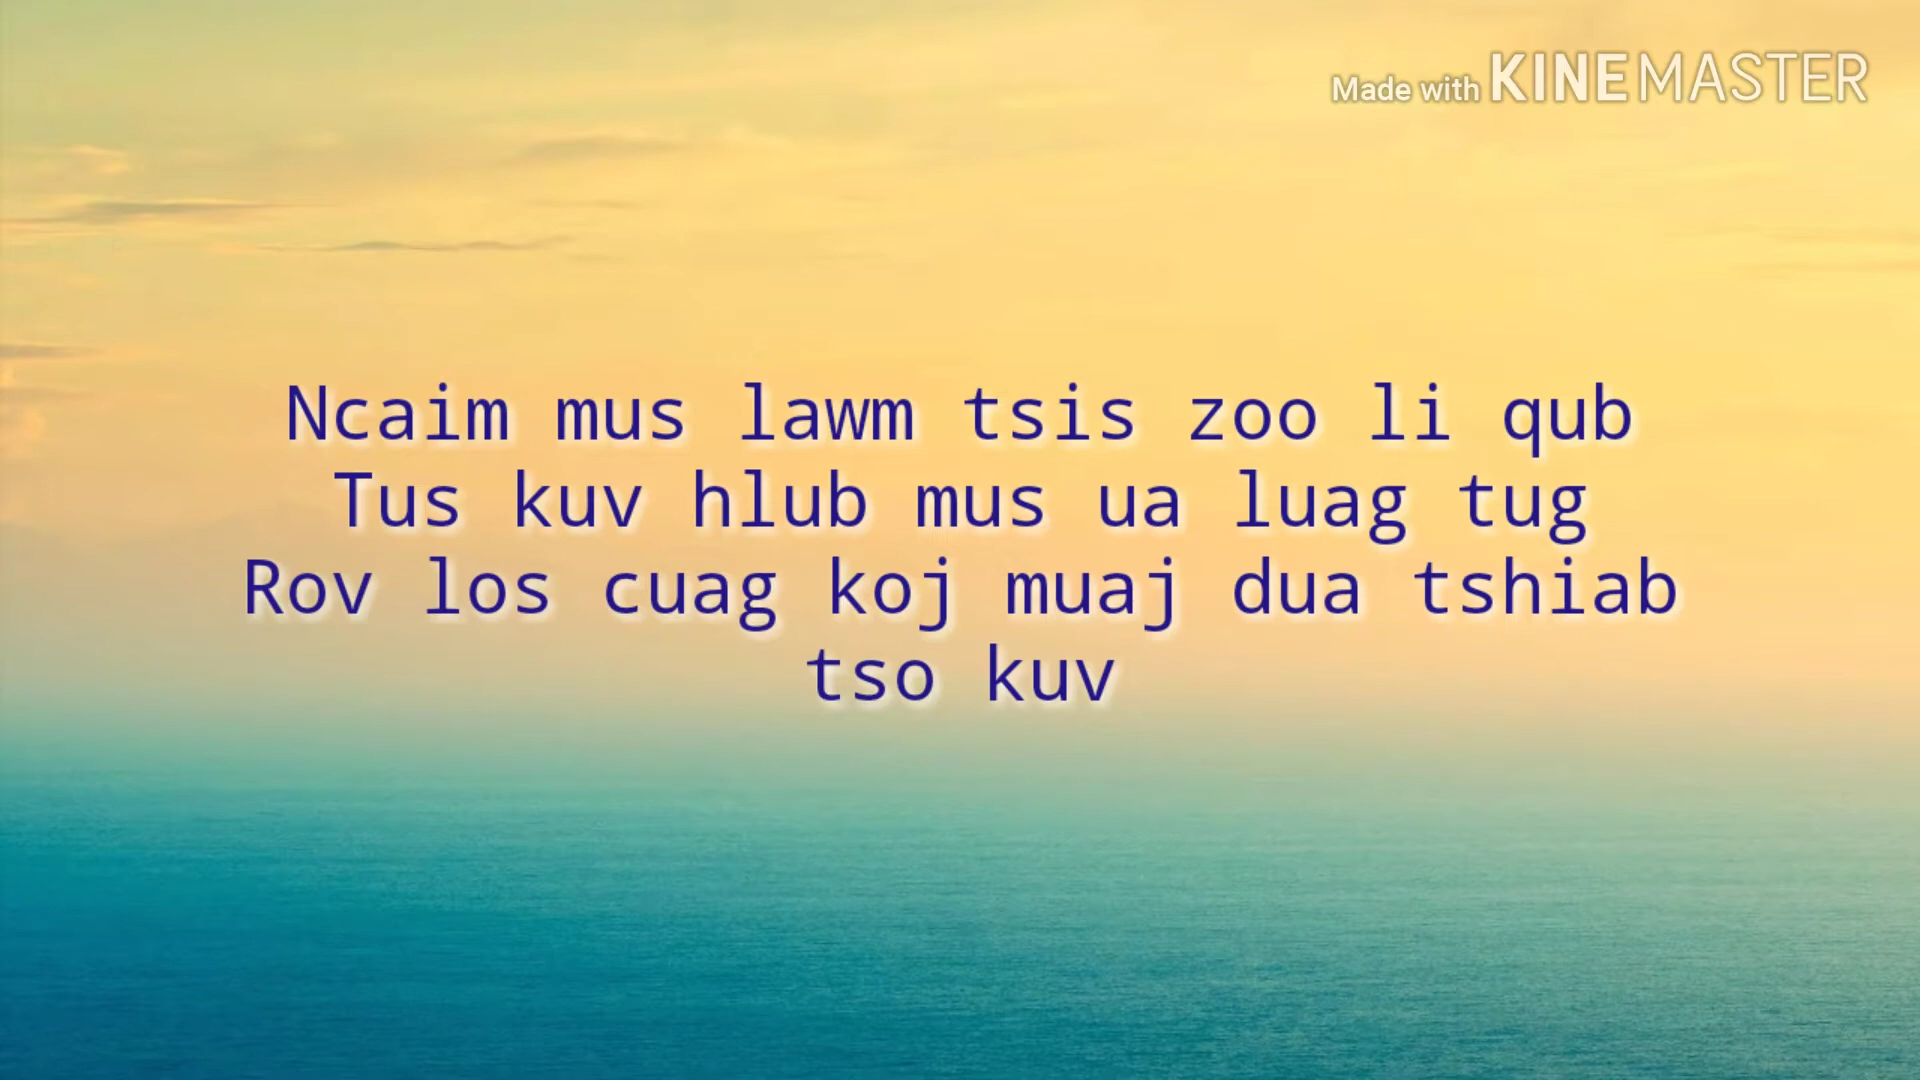 Made with KINEMASTER
Ncaim mus lawm tsis zoo li qub
Tus kuv hlub mus ua luag tug
Rov los cuag koj muaj dua tshiab
tso kuv